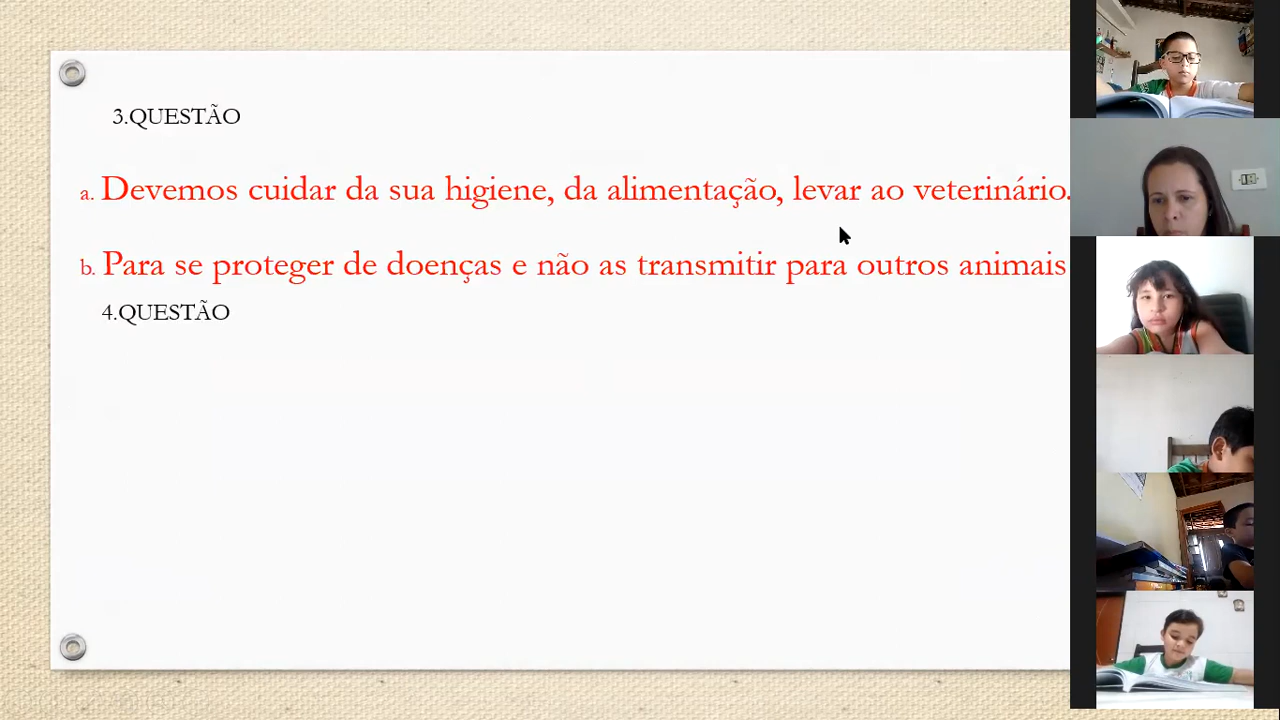 3.QUESTÃO
a. Devemos cuidar da sua higiene, da alimentação, levar ao veterinário.
b. Para se proteger de doenças e não as transmitir para outros animais
4.QUESTÃO